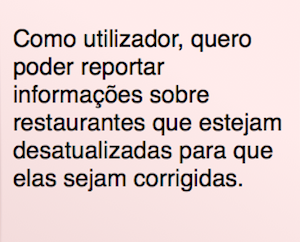 Como utilizador, quero
poder reportar
informações sobre
restaurantes que estejam
desatualizadas para que
elas sejam corrigidas.